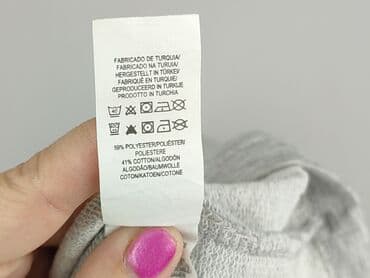 FABRICADO DE TURQUIA/
FABRICADO NA TURUIA/
HERGESTELLT IN TÜRKEI/
FABRIQUÉ EN TURQUIE/
GEPRODUCEERD IN TURKIJE
PRODOTTO IN TURCHIA
59% POLYESTER/POLIÉSTER/
POLIESTERE
41% COTTON/ALGODÓN
ALGODÃO/BAUMWOLLE
COTON/KATOEN/COTONE